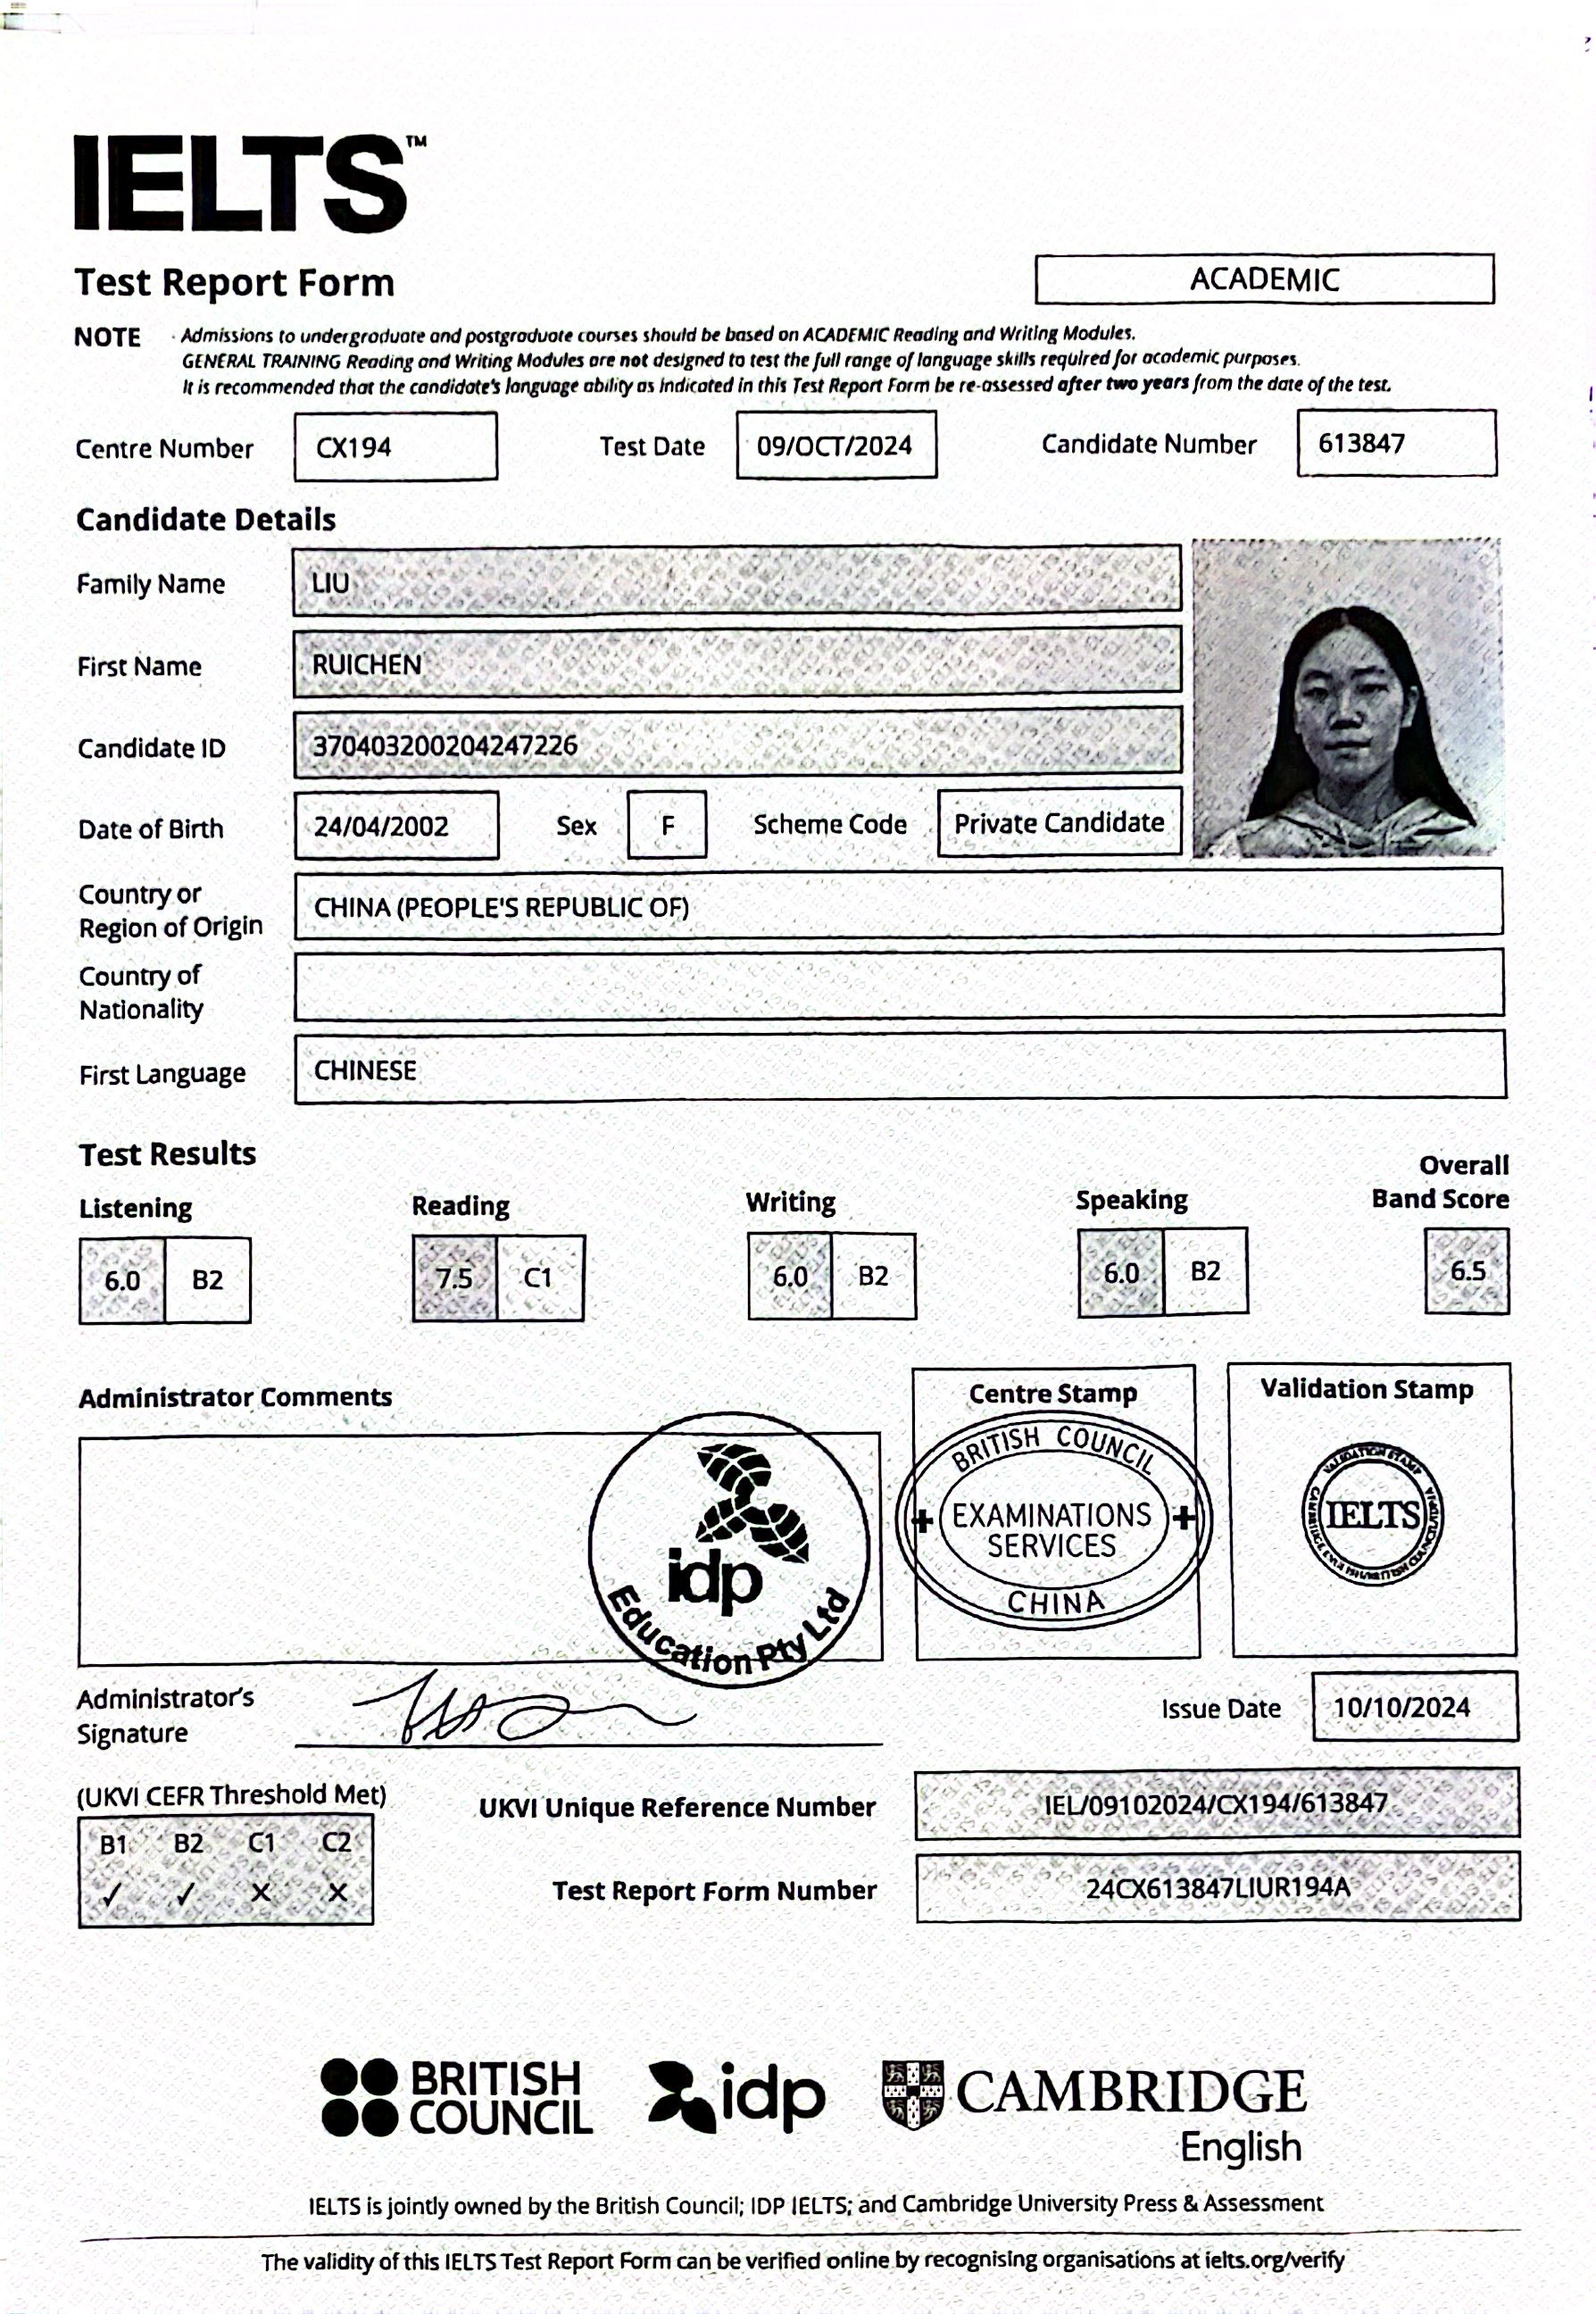 IELTS™
Test Report Form
ACADEMIC
NOTE Admissions to undergraduate and postgraduate courses should be based on ACADEMIC Reading and Writing Modules.
GENERAL TRAINING Reading and Writing Modules are not designed to test the full range of language skills required for academic purposes.
It is recommended that the candidate's language ability as indicated in this Test Report Form be re-assessed after two years from the date of the test.
Centre Number CX194 Test Date 09/OCT/2024 Candidate Number 613847
Candidate Details
Family Name LIU
First Name RUICHEN
Candidate ID 370403200204247226
Date of Birth 24/04/2002 Sex F Scheme Code Private Candidate
Country or
Region of Origin CHINA (PEOPLE'S REPUBLIC OF)
Country of
Nationality
First Language CHINESE
Test Results
Overall
Listening Reading Writing Speaking Band Score
6.0 B2 7.5 C1 6.0 B2 6.0 B2 6.5
Administrator Comments
idp
Education Pty Ltd
Centre Stamp
BRITISH COUNCIL
EXAMINATIONS
SERVICES
CHINA
Validation Stamp
VALIDATION STAMP
IELTS
Administrator's
Signature
Issue Date 10/10/2024
(UKVI CEFR Threshold Met)
B1 B2 C1 C2
✓ ✓ X X
UKVI Unique Reference Number IEL/09102024/CX194/613847
Test Report Form Number 24CX613847LIUR194A
BRITISH
COUNCIL
idp
CAMBRIDGE
English
IELTS is jointly owned by the British Council; IDP IELTS; and Cambridge University Press & Assessment
The validity of this IELTS Test Report Form can be verified online by recognising organisations at ielts.org/verify